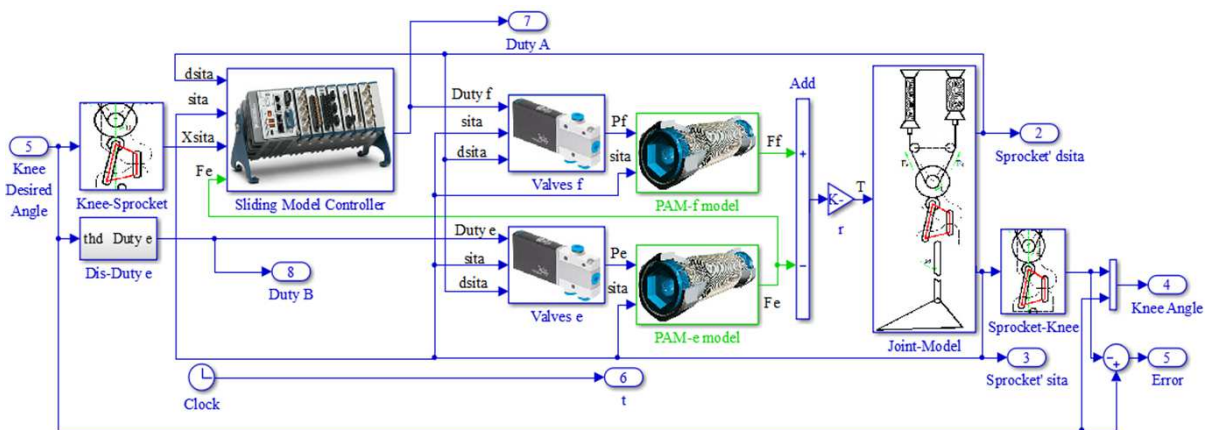 7
Duty A
dsita
sita
Xsita
Fe
Sliding Model Controller
5
Knee
Desired
Angle
Knee-Sprocket
thd Duty e
Dis-Duty e
8
Duty B
Duty f
sita
dsita
Valves f
Pf
sita
PAM-f model
Ff
Duty e
sita
dsita
Valves e
Pe
sita
PAM-e model
Fe
Add
+
−
K-
r
T
Joint-Model
2
Sprocket' dsita
Sprocket-Knee
4
Knee Angle
3
Sprocket' sita
−
+
5
Error
Clock
6
t